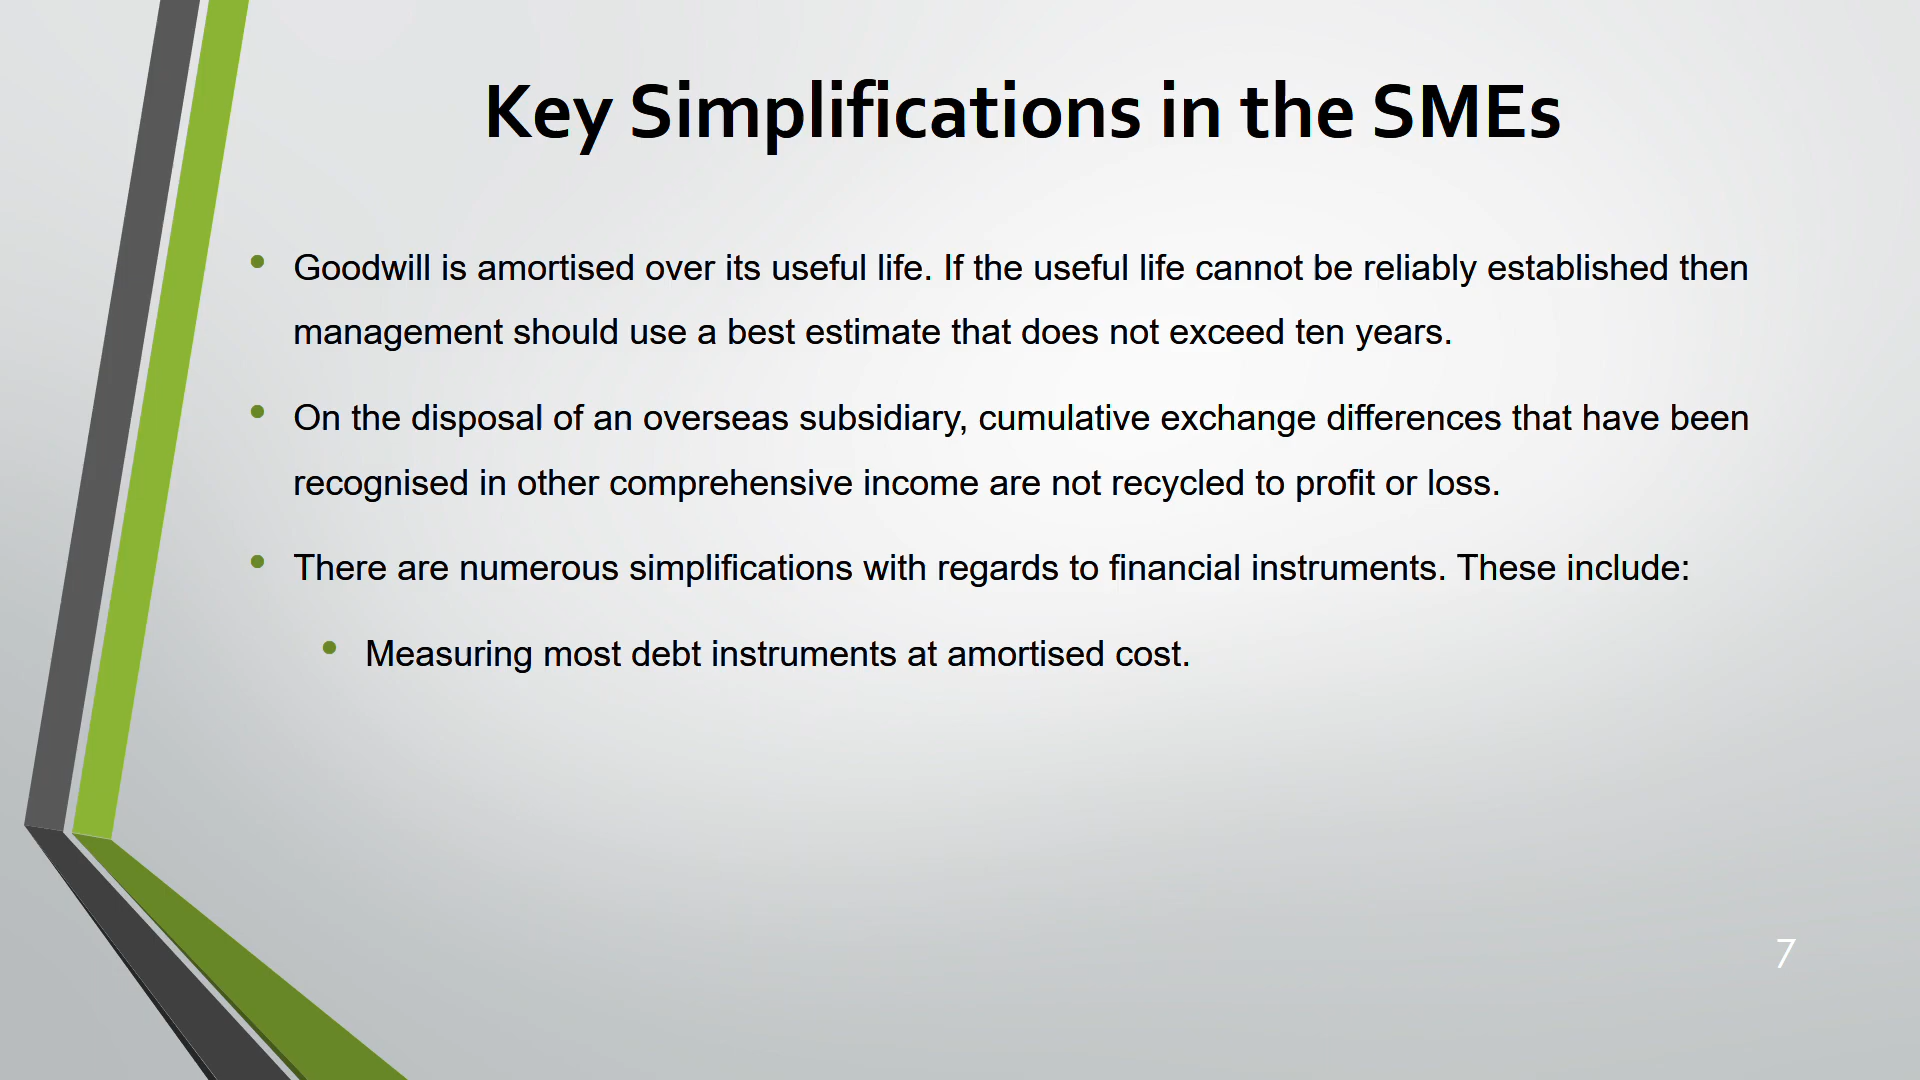 Key Simplifications in the SMEs
• Goodwill is amortised over its useful life. If the useful life cannot be reliably established then
management should use a best estimate that does not exceed ten years.
• On the disposal of an overseas subsidiary, cumulative exchange differences that have been
recognised in other comprehensive income are not recycled to profit or loss.
• There are numerous simplifications with regards to financial instruments. These include:
• Measuring most debt instruments at amortised cost.
7